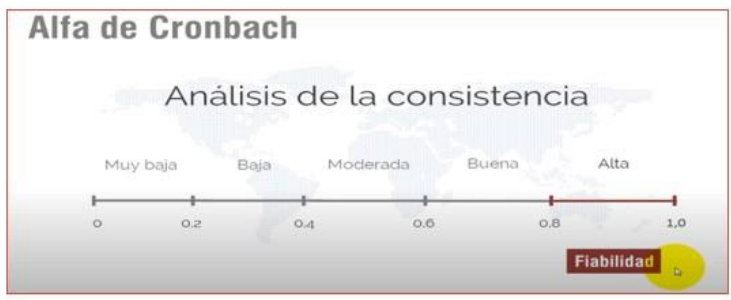 Alfa de Cronbach
Análisis de la consistencia
Muy baja Baja Moderada Buena Alta
0 0.2 0.4 0.6 0.8 1,0
Fiabilidad